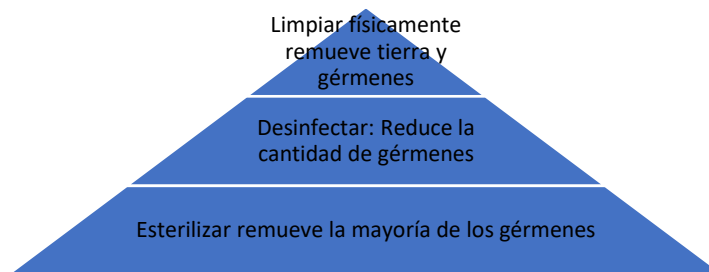 Limpiar físicamente
remueve tierra y
gérmenes
Desinfectar: Reduce la
cantidad de gérmenes
Esterilizar remueve la mayoría de los gérmenes